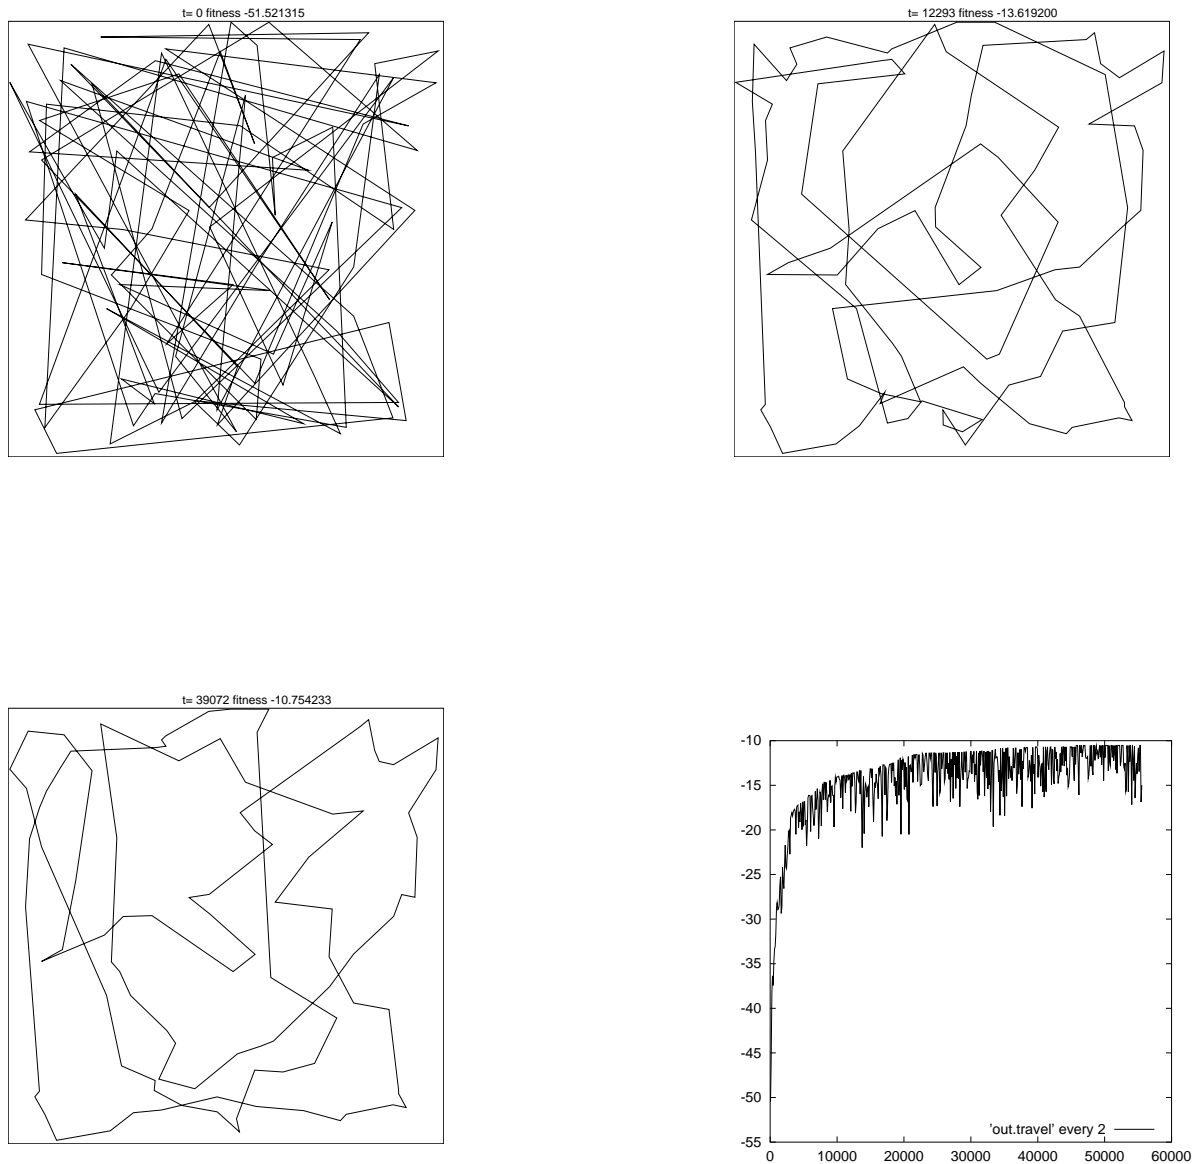 t= 0 fitness -51.521315
t= 12293 fitness -13.619200
t= 39072 fitness -10.754233
-10
-15
-20
-25
-30
-35
-40
-45
-50
-55
0 10000 20000 30000 40000 50000 60000
'out.travel' every 2